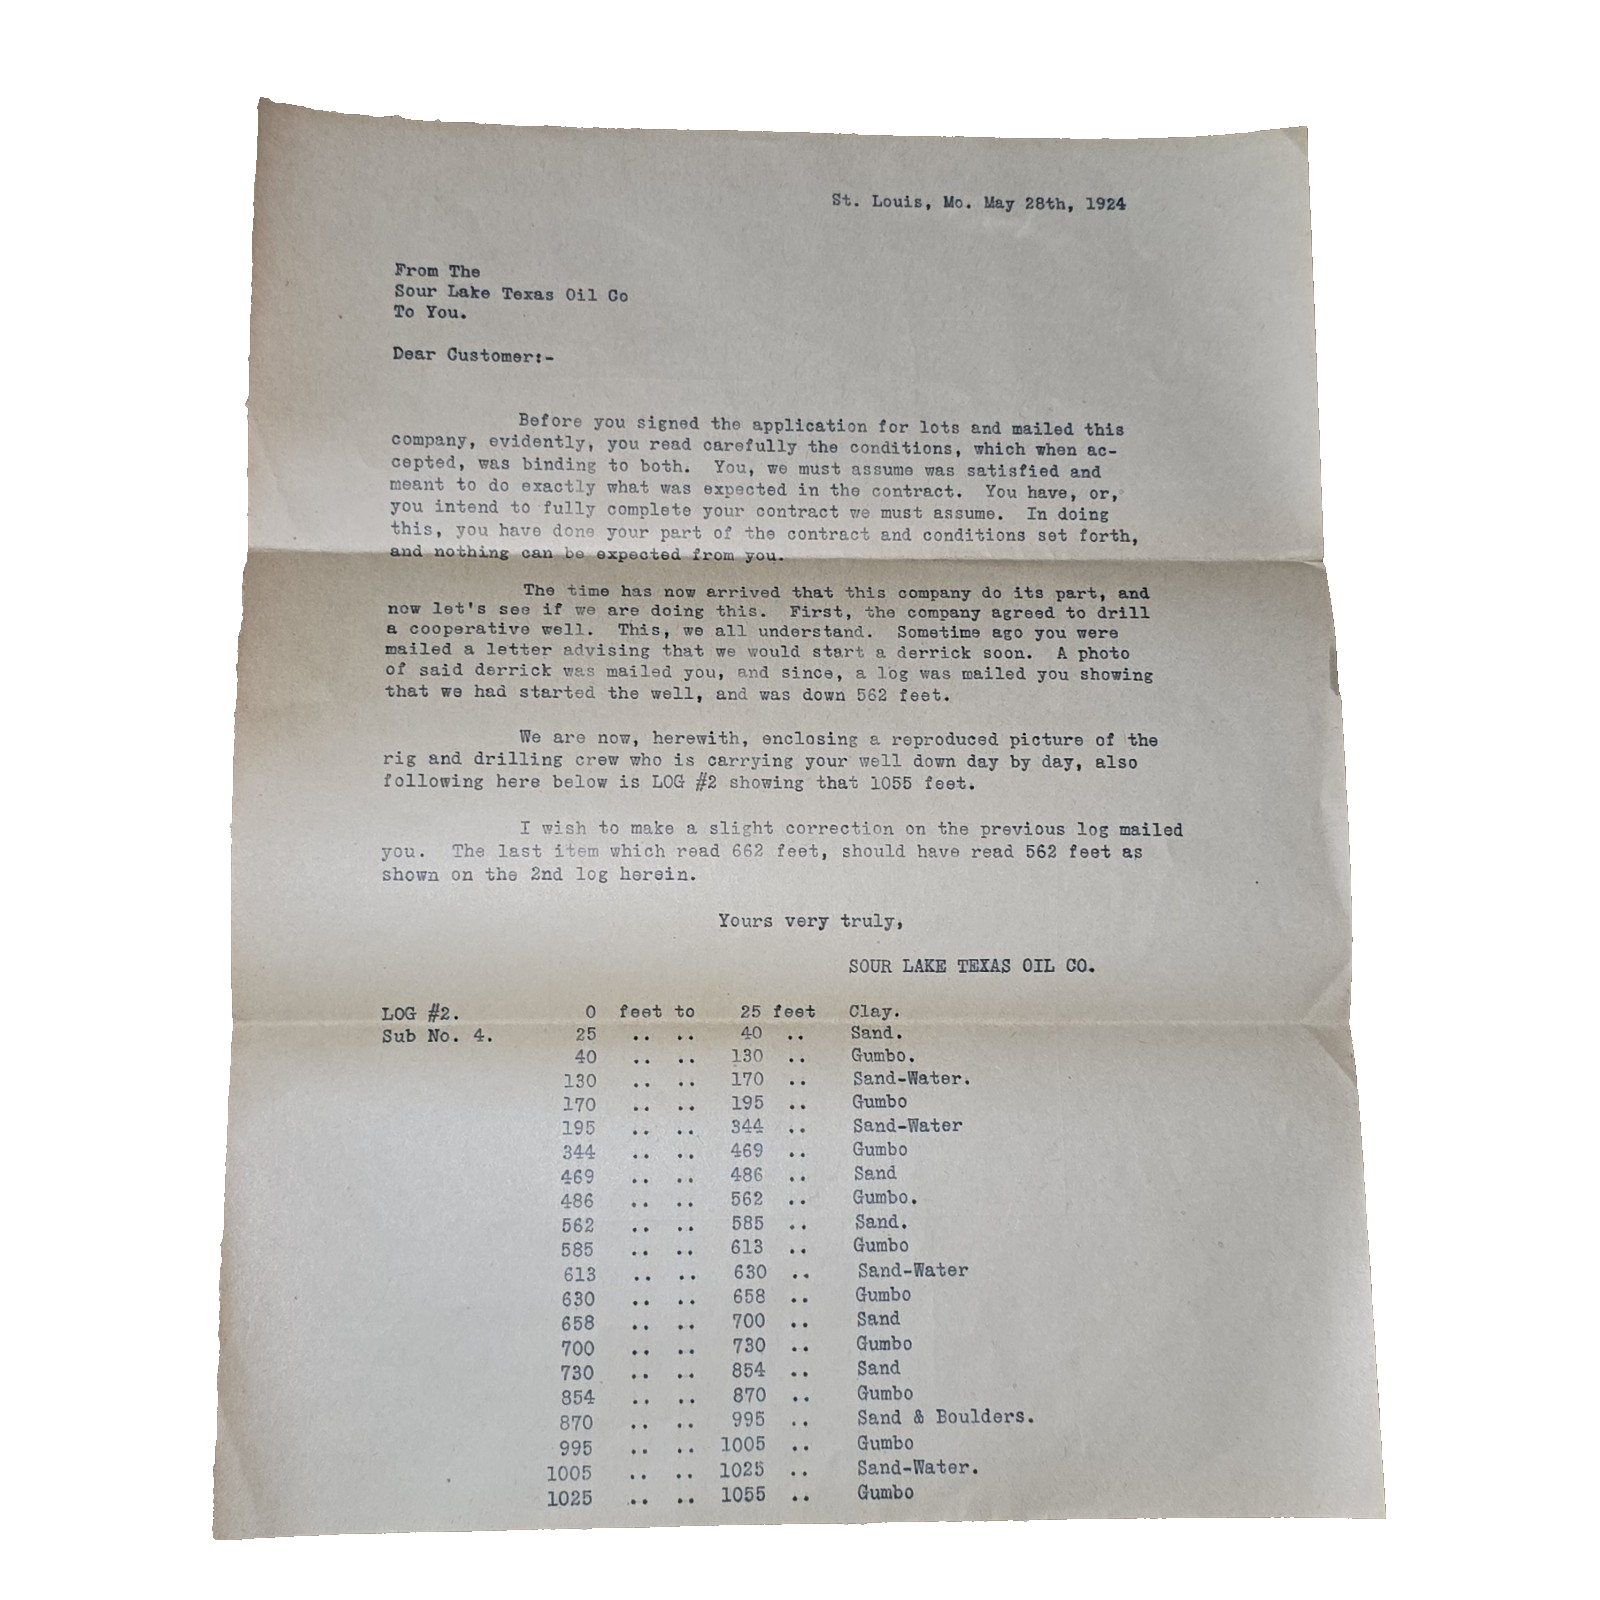 St. Louis, Mo. May 28th, 1924
From The
Sour Lake Texas Oil Co
To You.
Dear Customer:-
Before you signed the application for lots and mailed this
company, evidently, you read carefully the conditions, which when ac-
cepted, was binding to both. You, we must assume was satisfied and
meant to do exactly what was expected in the contract. You have, or,
you intend to fully complete your contract we must assume. In doing
this, you have done your part of the contract and conditions set forth,
and nothing can be expected from you.
The time has now arrived that this company do its part, and
now let's see if we are doing this. First, the company agreed to drill
a cooperative well. This, we all understand. Sometime ago you were
mailed a letter advising that we would start a derrick soon. A photo
of said derrick was mailed you, and since, a log was mailed you showing
that we had started the well, and was down 562 feet.
We are now, herewith, enclosing a reproduced picture of the
rig and drilling crew who is carrying your well down day by day, also
following here below is LOG #2 showing that 1055 feet.
I wish to make a slight correction on the previous log mailed
you. The last item which read 662 feet, should have read 562 feet as
shown on the 2nd log herein.
Yours very truly,
SOUR LAKE TEXAS OIL CO.
LOG #2. 0 feet to 25 feet Clay.
Sub No. 4. 25 .. .. 40 .. Sand.
40 .. .. 130 .. Gumbo.
130 .. .. 170 .. Sand-Water.
170 .. .. 195 .. Gumbo
195 .. .. 344 .. Sand-Water
344 .. .. 469 .. Gumbo
469 .. .. 486 .. Sand
486 .. .. 562 .. Gumbo.
562 .. .. 585 .. Sand.
585 .. .. 613 .. Gumbo
613 .. .. 630 .. Sand-Water
630 .. .. 658 .. Gumbo
658 .. .. 700 .. Sand
700 .. .. 730 .. Gumbo
730 .. .. 854 .. Sand
854 .. .. 870 .. Gumbo
870 .. .. 995 .. Sand & Boulders.
995 .. .. 1005 .. Gumbo
1005 .. .. 1025 .. Sand-Water.
1025 .. .. 1055 .. Gumbo